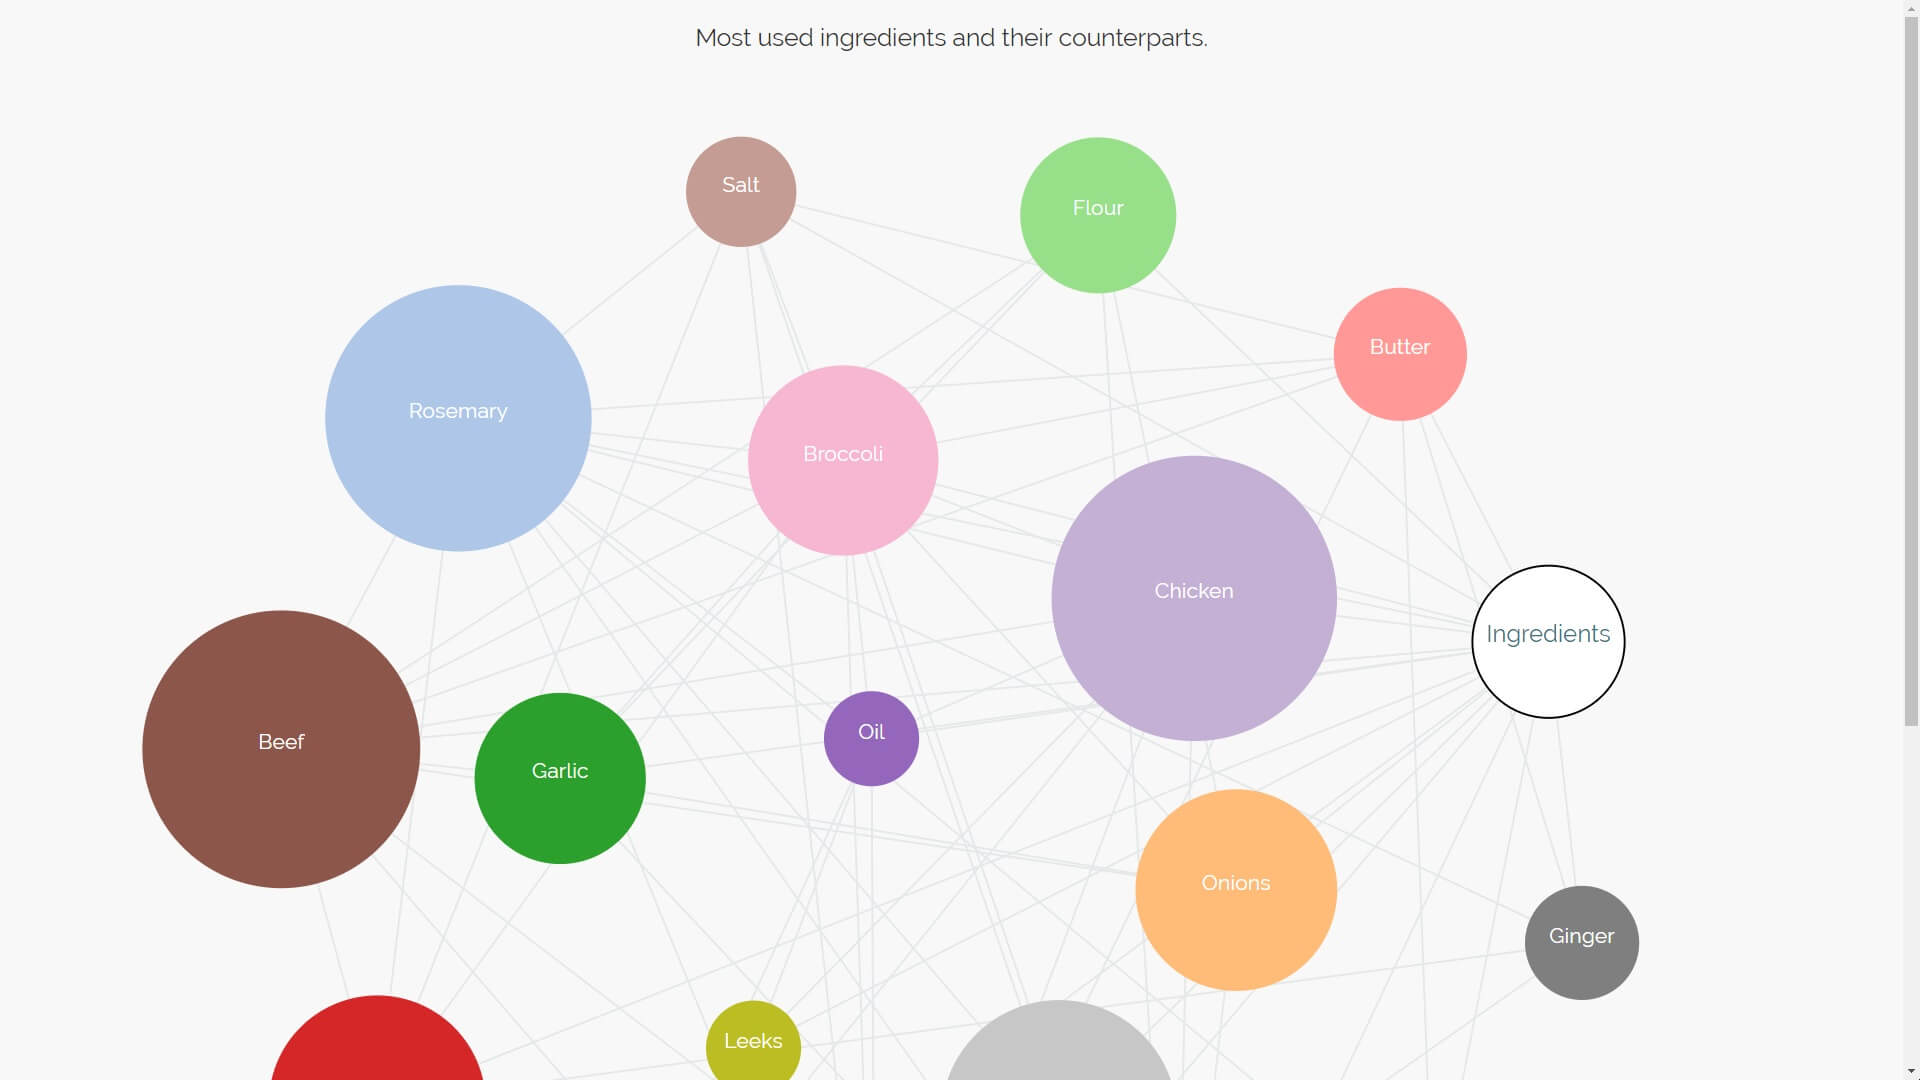 Most used ingredients and their counterparts.
Salt
Flour
Butter
Rosemary
Broccoli
Chicken
Ingredients
Beef
Garlic
Oil
Onions
Ginger
Leeks